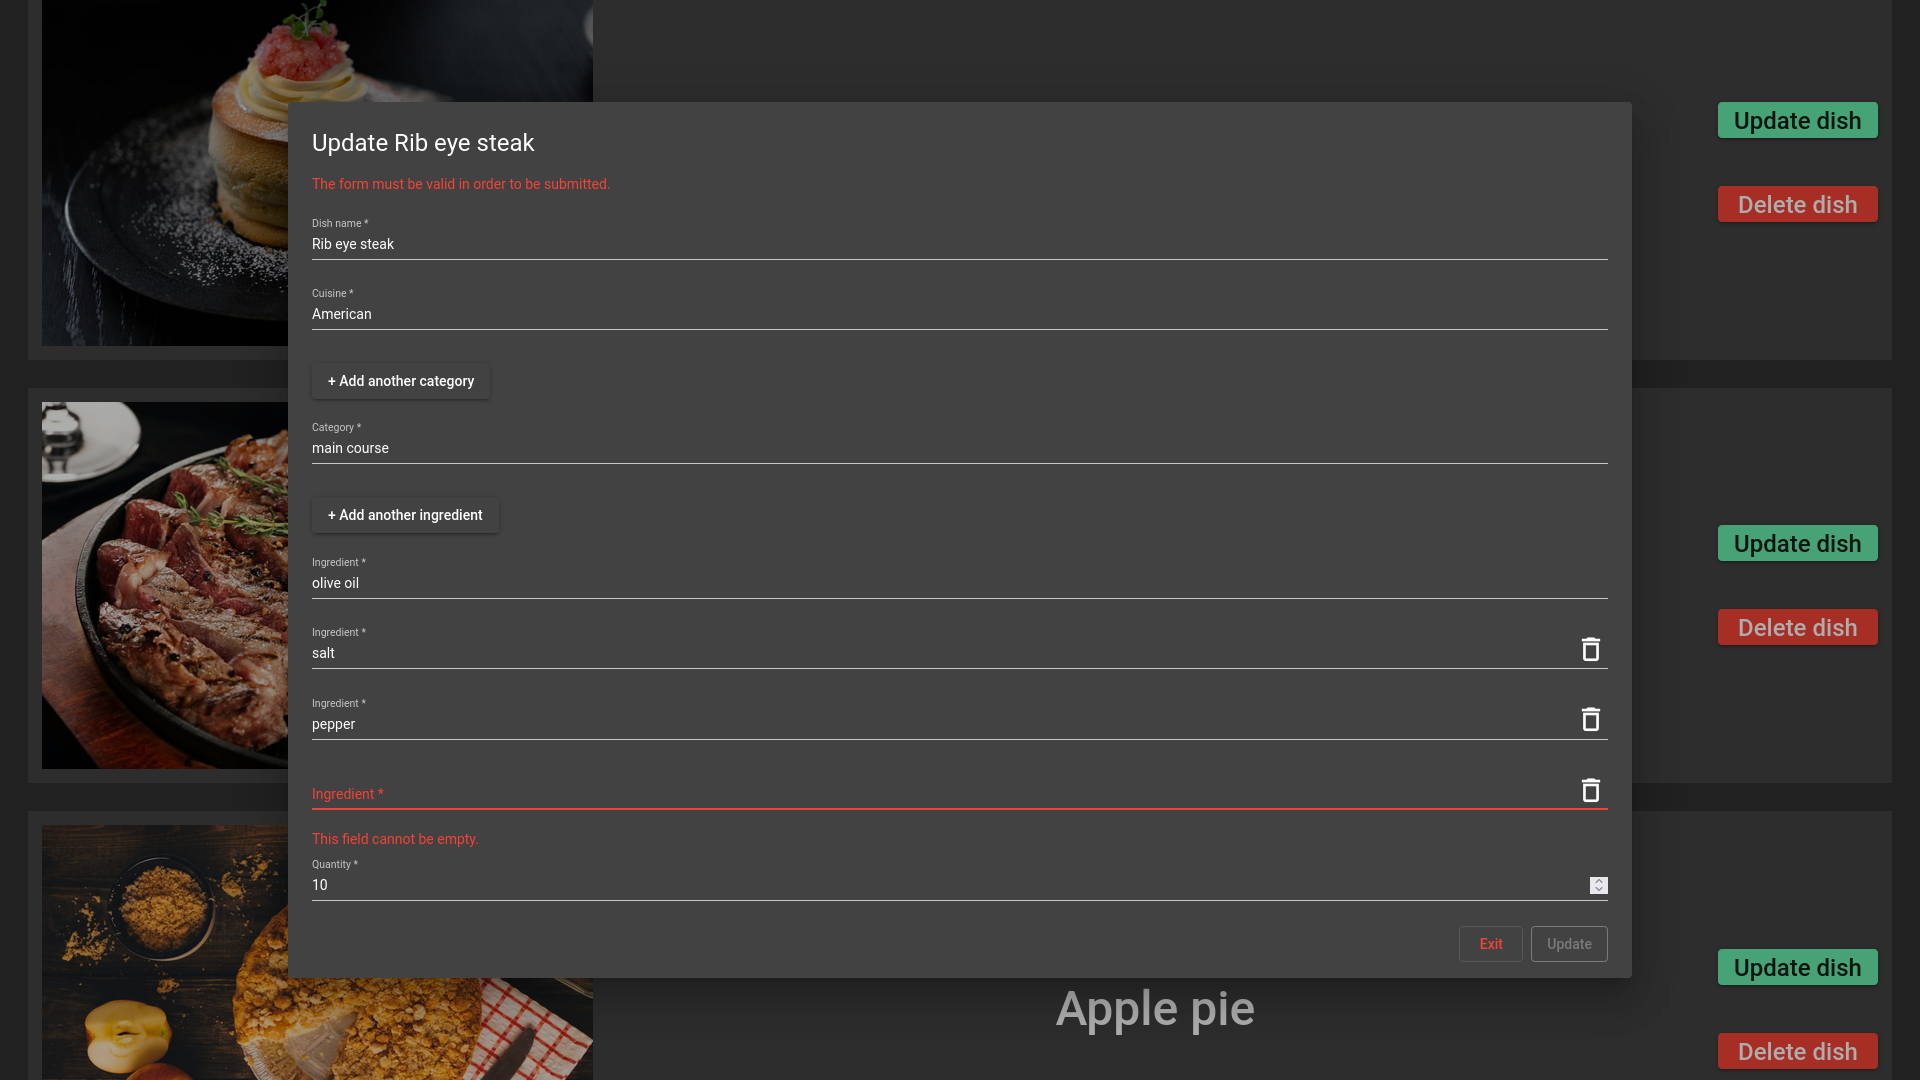 Update dish
Delete dish
Update Rib eye steak
The form must be valid in order to be submitted.
Dish name *
Rib eye steak
Cuisine *
American
+ Add another category
Category *
main course
+ Add another ingredient
Ingredient *
olive oil
Ingredient *
salt
Ingredient *
pepper
Ingredient *
This field cannot be empty.
Quantity *
10
Exit
Update
Update dish
Delete dish
Apple pie
Update dish
Delete dish